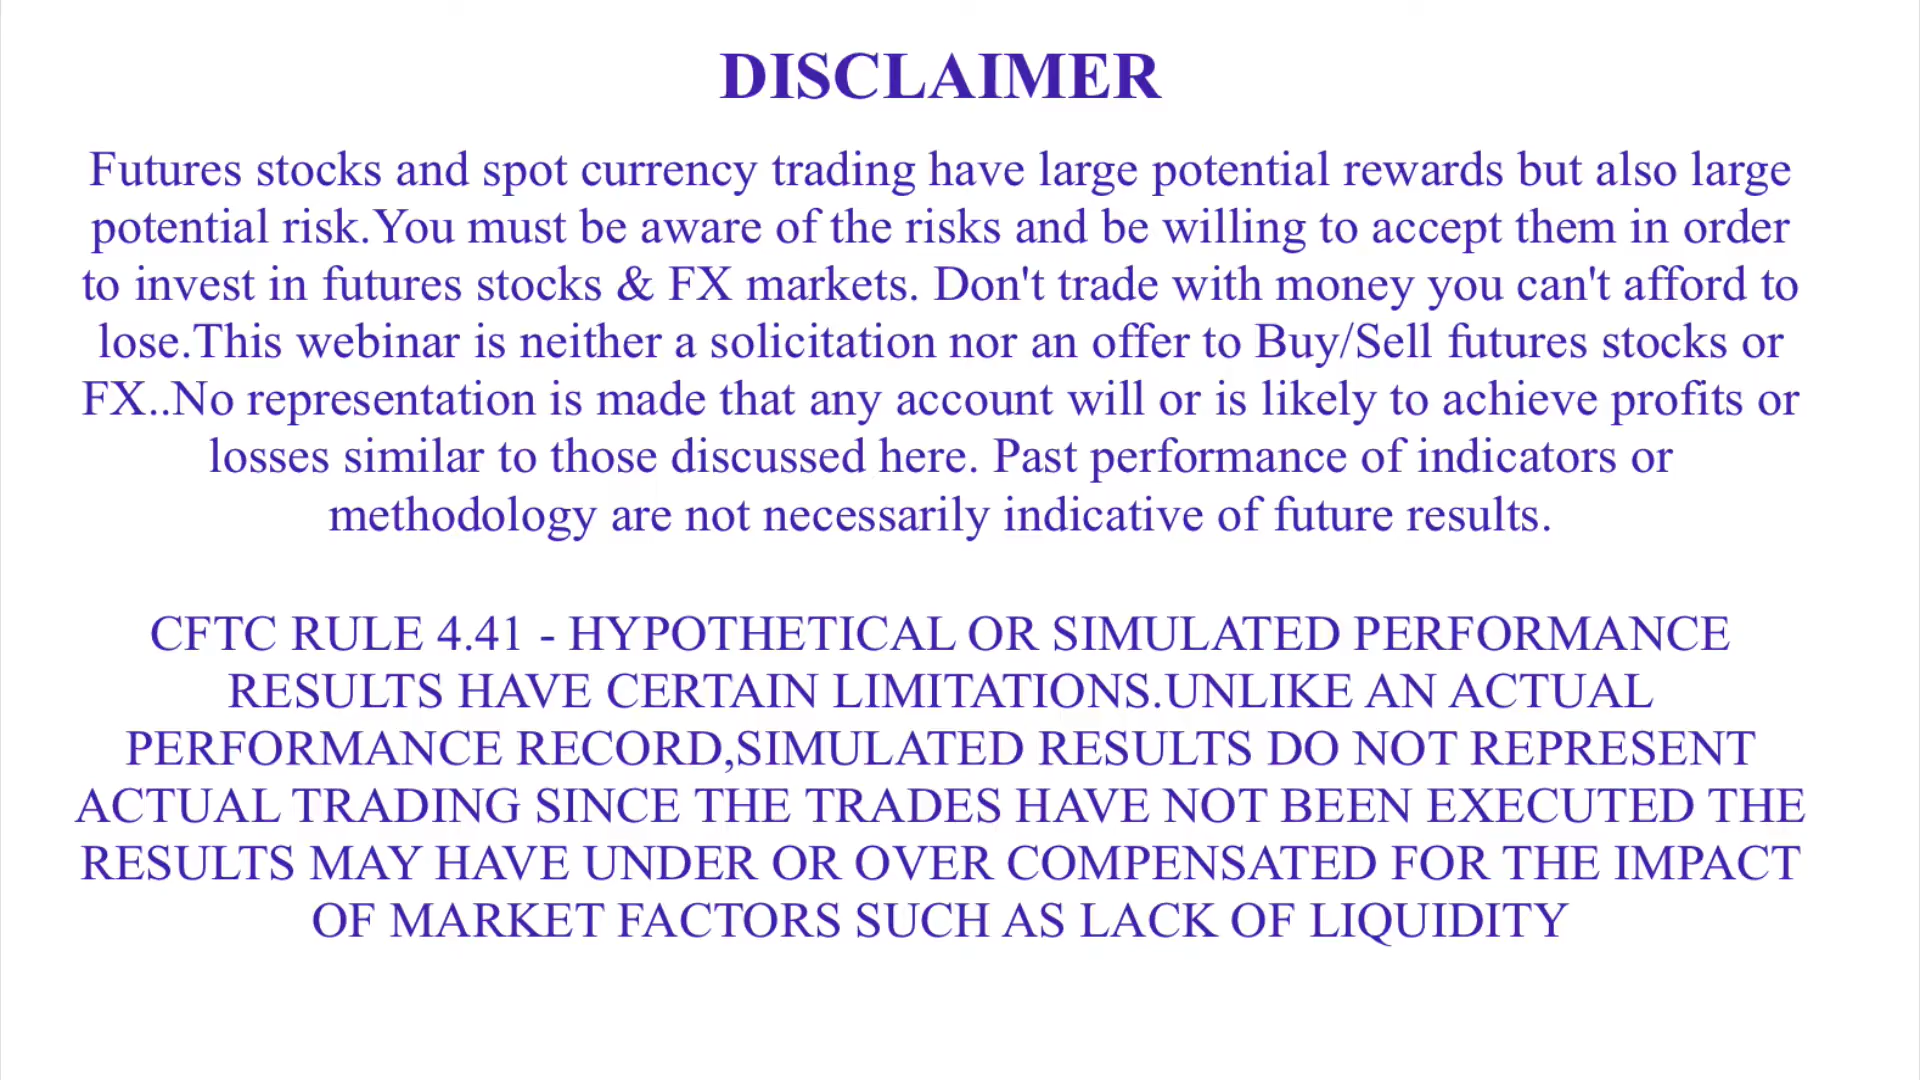 DISCLAIMER
Futures stocks and spot currency trading have large potential rewards but also large
potential risk.You must be aware of the risks and be willing to accept them in order
to invest in futures stocks & FX markets. Don't trade with money you can't afford to
lose.This webinar is neither a solicitation nor an offer to Buy/Sell futures stocks or
FX..No representation is made that any account will or is likely to achieve profits or
losses similar to those discussed here. Past performance of indicators or
methodology are not necessarily indicative of future results.
CFTC RULE 4.41 - HYPOTHETICAL OR SIMULATED PERFORMANCE
RESULTS HAVE CERTAIN LIMITATIONS.UNLIKE AN ACTUAL
PERFORMANCE RECORD,SIMULATED RESULTS DO NOT REPRESENT
ACTUAL TRADING SINCE THE TRADES HAVE NOT BEEN EXECUTED THE
RESULTS MAY HAVE UNDER OR OVER COMPENSATED FOR THE IMPACT
OF MARKET FACTORS SUCH AS LACK OF LIQUIDITY